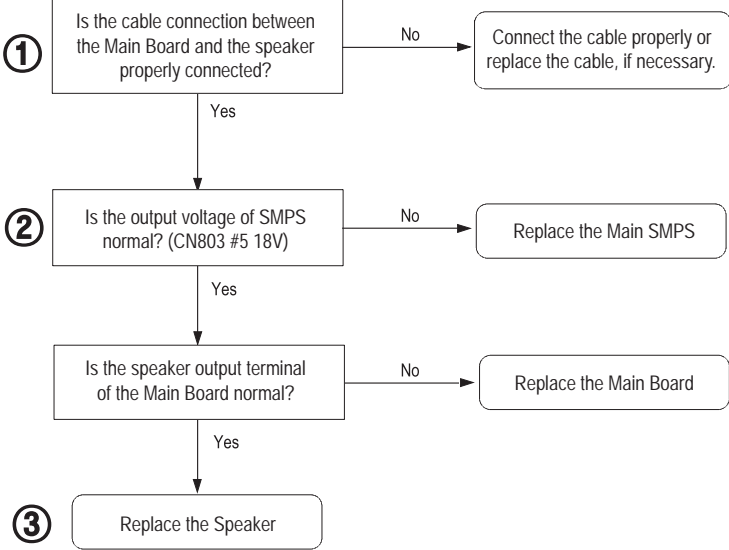 ①
Is the cable connection between
the Main Board and the speaker
properly connected?
No
Connect the cable properly or
replace the cable, if necessary.
Yes
②
Is the output voltage of SMPS
normal? (CN803 #5 18V)
No
Replace the Main SMPS
Yes
Is the speaker output terminal
of the Main Board normal?
No
Replace the Main Board
Yes
③
Replace the Speaker